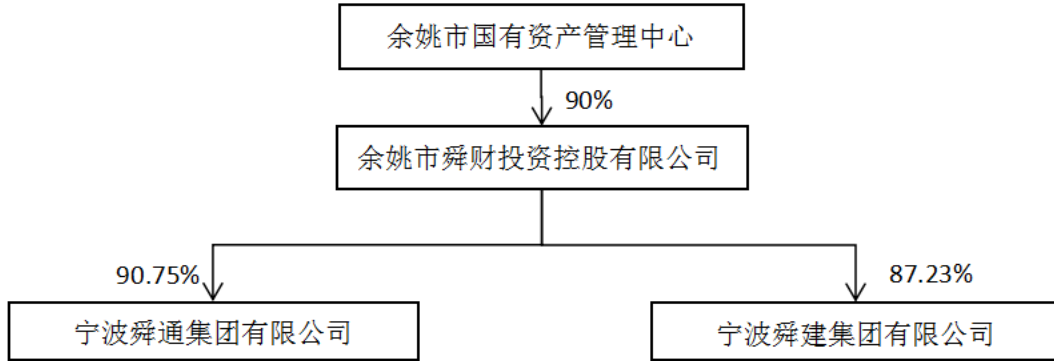 余姚市国有资产管理中心
90%
余姚市舜财投资控股有限公司
90.75%
87.23%
宁波舜通集团有限公司
宁波舜建集团有限公司